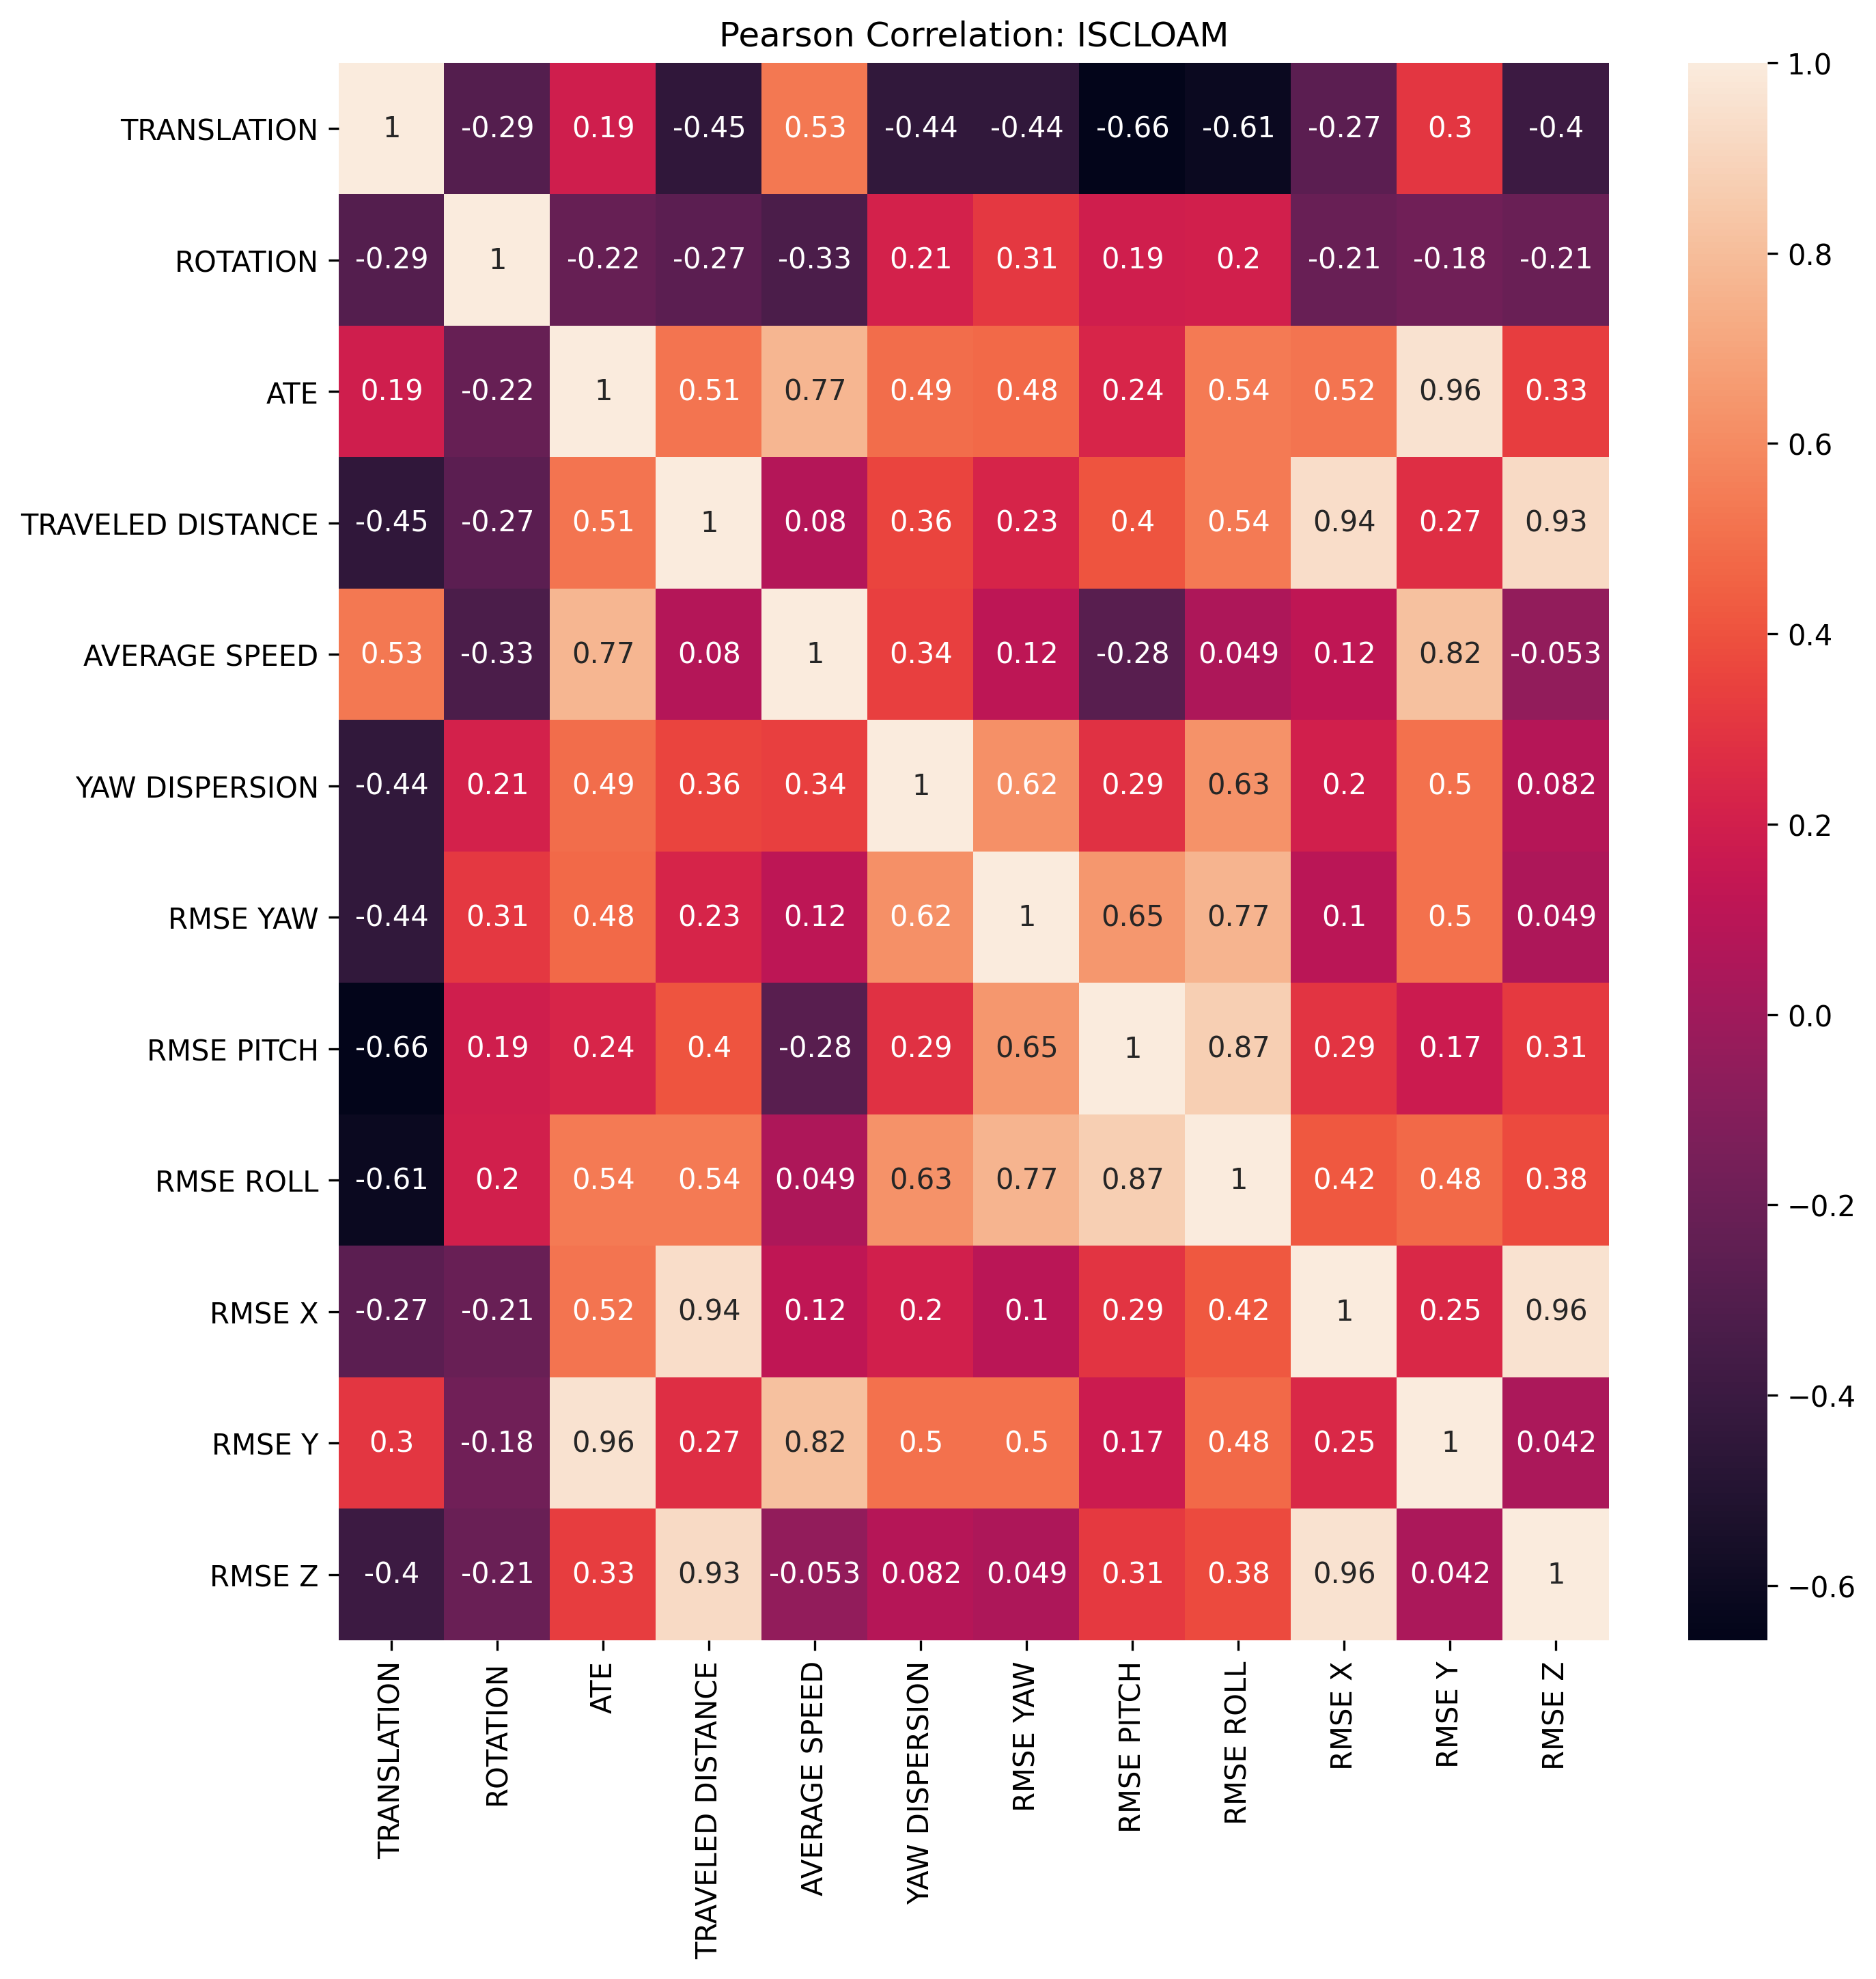 Pearson Correlation: ISCLOAM
TRANSLATION 1 -0.29 0.19 -0.45 0.53 -0.44 -0.44 -0.66 -0.61 -0.27 0.3 -0.4
ROTATION -0.29 1 -0.22 -0.27 -0.33 0.21 0.31 0.19 0.2 -0.21 -0.18 -0.21
ATE 0.19 -0.22 1 0.51 0.77 0.49 0.48 0.24 0.54 0.52 0.96 0.33
TRAVELED DISTANCE -0.45 -0.27 0.51 1 0.08 0.36 0.23 0.4 0.54 0.94 0.27 0.93
AVERAGE SPEED 0.53 -0.33 0.77 0.08 1 0.34 0.12 -0.28 0.049 0.12 0.82 -0.053
YAW DISPERSION -0.44 0.21 0.49 0.36 0.34 1 0.62 0.29 0.63 0.2 0.5 0.082
RMSE YAW -0.44 0.31 0.48 0.23 0.12 0.62 1 0.65 0.77 0.1 0.5 0.049
RMSE PITCH -0.66 0.19 0.24 0.4 -0.28 0.29 0.65 1 0.87 0.29 0.17 0.31
RMSE ROLL -0.61 0.2 0.54 0.54 0.049 0.63 0.77 0.87 1 0.42 0.48 0.38
RMSE X -0.27 -0.21 0.52 0.94 0.12 0.2 0.1 0.29 0.42 1 0.25 0.96
RMSE Y 0.3 -0.18 0.96 0.27 0.82 0.5 0.5 0.17 0.48 0.25 1 0.042
RMSE Z -0.4 -0.21 0.33 0.93 -0.053 0.082 0.049 0.31 0.38 0.96 0.042 1
TRANSLATION
ROTATION
ATE
TRAVELED DISTANCE
AVERAGE SPEED
YAW DISPERSION
RMSE YAW
RMSE PITCH
RMSE ROLL
RMSE X
RMSE Y
RMSE Z
1.0
0.8
0.6
0.4
0.2
0.0
−0.2
−0.4
−0.6